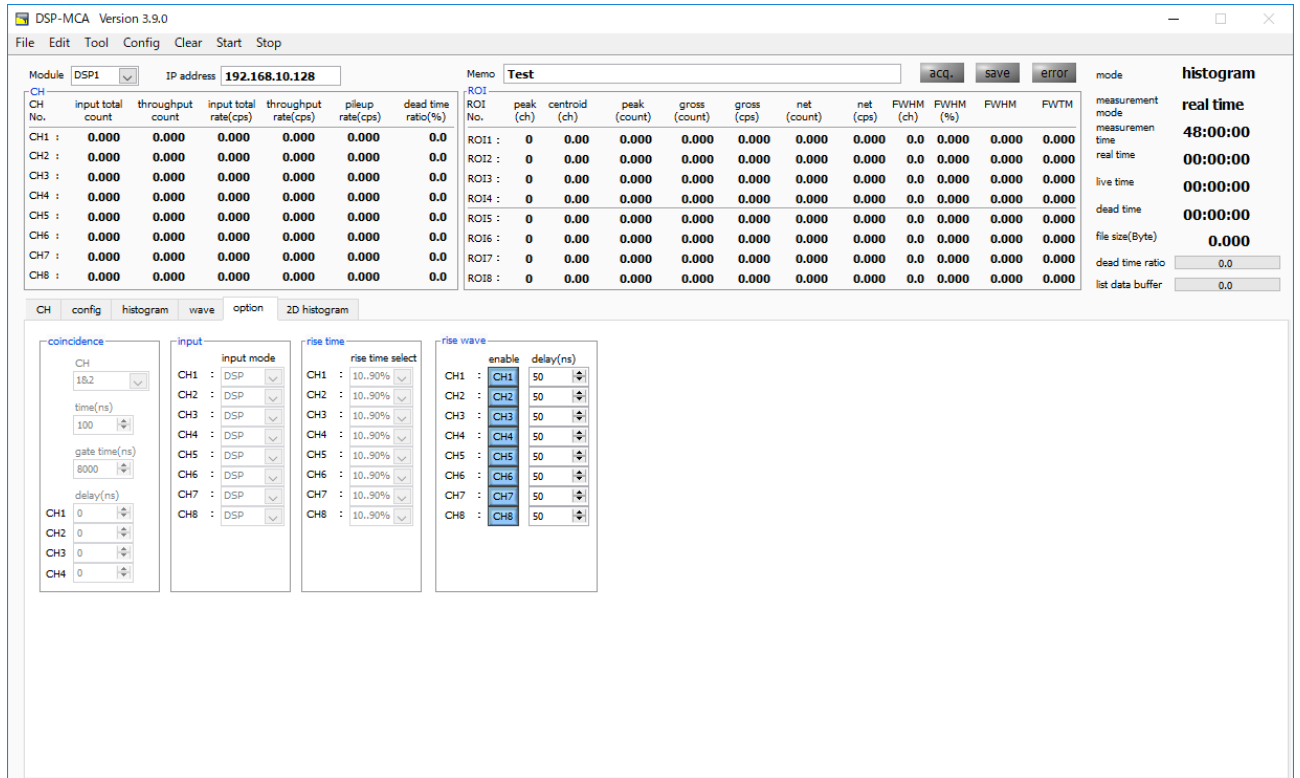 DSP-MCA Version 3.9.0
File Edit Tool Config Clear Start Stop
Module DSP1 IP address 192.168.10.128 Memo Test acq. save error
CH
CH No. input total count throughput count input total rate(cps) throughput rate(cps) pileup rate(cps) dead time ratio(%)
CH1 : 0.000 0.000 0.000 0.000 0.000 0.0
CH2 : 0.000 0.000 0.000 0.000 0.000 0.0
CH3 : 0.000 0.000 0.000 0.000 0.000 0.0
CH4 : 0.000 0.000 0.000 0.000 0.000 0.0
CH5 : 0.000 0.000 0.000 0.000 0.000 0.0
CH6 : 0.000 0.000 0.000 0.000 0.000 0.0
CH7 : 0.000 0.000 0.000 0.000 0.000 0.0
CH8 : 0.000 0.000 0.000 0.000 0.000 0.0
ROI
ROI No. peak (ch) centroid (ch) peak (count) gross (count) gross (cps) net (count) net (cps) FWHM (ch) FWHM (%) FWHM FWTM
ROI1 : 0 0.00 0.000 0.000 0.000 0.000 0.000 0.0 0.000 0.000 0.000
ROI2 : 0 0.00 0.000 0.000 0.000 0.000 0.000 0.0 0.000 0.000 0.000
ROI3 : 0 0.00 0.000 0.000 0.000 0.000 0.000 0.0 0.000 0.000 0.000
ROI4 : 0 0.00 0.000 0.000 0.000 0.000 0.000 0.0 0.000 0.000 0.000
ROI5 : 0 0.00 0.000 0.000 0.000 0.000 0.000 0.0 0.000 0.000 0.000
ROI6 : 0 0.00 0.000 0.000 0.000 0.000 0.000 0.0 0.000 0.000 0.000
ROI7 : 0 0.00 0.000 0.000 0.000 0.000 0.000 0.0 0.000 0.000 0.000
ROI8 : 0 0.00 0.000 0.000 0.000 0.000 0.000 0.0 0.000 0.000 0.000
mode histogram
measurement mode real time
measuremen time 48:00:00
real time 00:00:00
live time 00:00:00
dead time 00:00:00
file size(Byte) 0.000
dead time ratio 0.0
list data buffer 0.0
CH config histogram wave option 2D histogram
coincidence
CH
1&2
time(ns)
100
gate time(ns)
8000
delay(ns)
CH1 0
CH2 0
CH3 0
CH4 0
input
input mode
CH1 : DSP
CH2 : DSP
CH3 : DSP
CH4 : DSP
CH5 : DSP
CH6 : DSP
CH7 : DSP
CH8 : DSP
rise time
rise time select
CH1 : 10..90%
CH2 : 10..90%
CH3 : 10..90%
CH4 : 10..90%
CH5 : 10..90%
CH6 : 10..90%
CH7 : 10..90%
CH8 : 10..90%
rise wave
enable delay(ns)
CH1 : CH1 50
CH2 : CH2 50
CH3 : CH3 50
CH4 : CH4 50
CH5 : CH5 50
CH6 : CH6 50
CH7 : CH7 50
CH8 : CH8 50